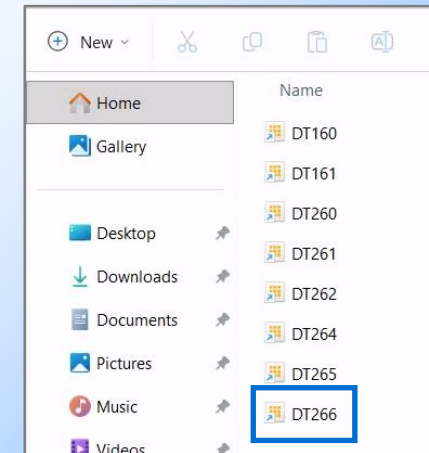 New
Home
Gallery
Desktop
Downloads
Documents
Pictures
Music
Videos
Name
DT160
DT161
DT260
DT261
DT262
DT264
DT265
DT266